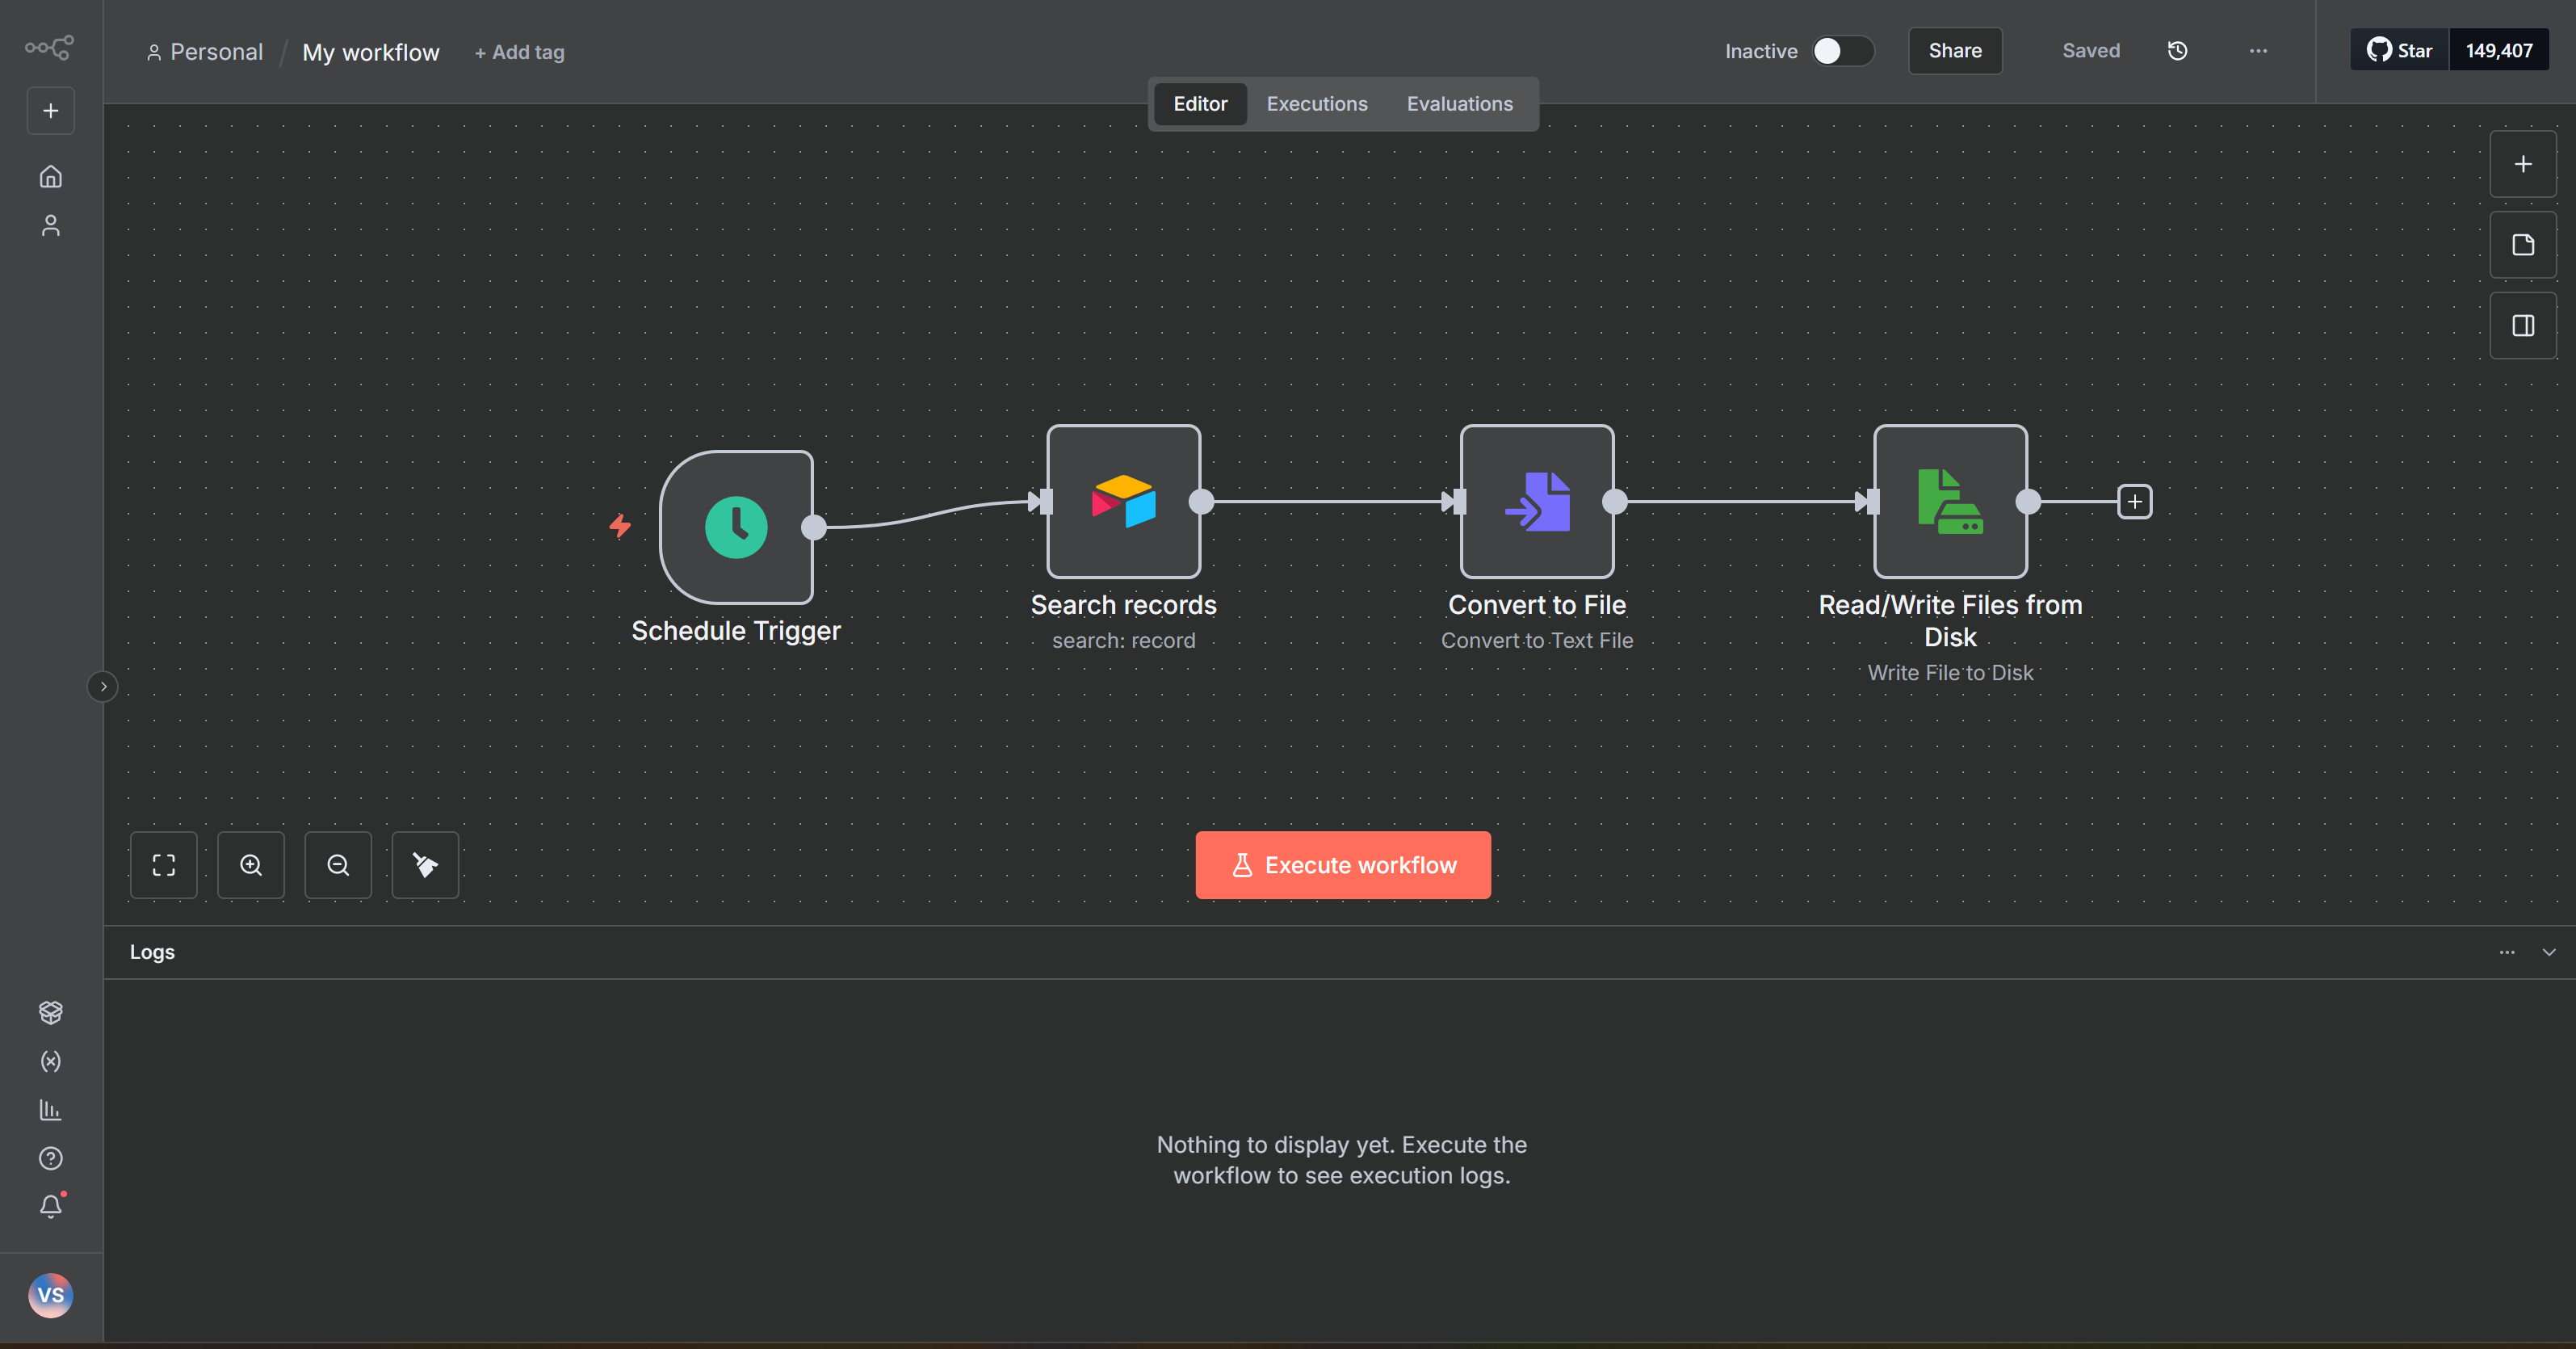 Personal / My workflow + Add tag
Inactive Share Saved Star 149,407
Editor Executions Evaluations
Schedule Trigger
Search records
search: record
Convert to File
Convert to Text File
Read/Write Files from
Disk
Write File to Disk
Execute workflow
Logs
Nothing to display yet. Execute the
workflow to see execution logs.
VS